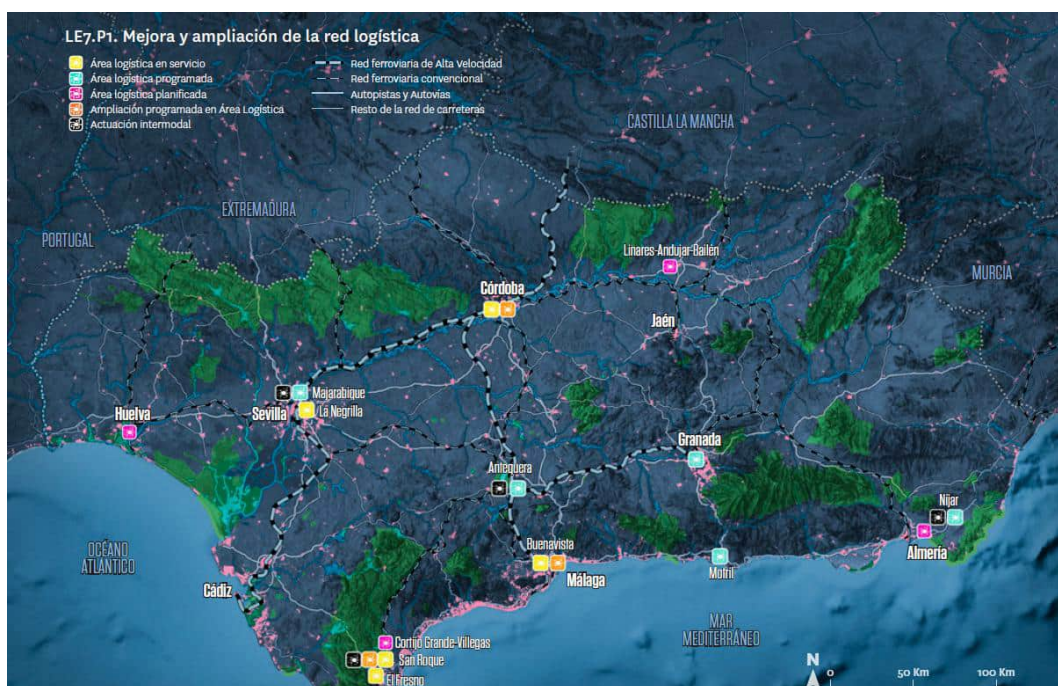 LE7.P1. Mejora y ampliación de la red logística
Área logística en servicio
Área logística programada
Área logística planificada
Ampliación programada en Área Logística
Actuación intermodal
Red ferroviaria de Alta Velocidad
Red ferroviaria convencional
Autopistas y Autovías
Resto de la red de carreteras
CASTILLA LA MANCHA
EXTREMADURA
PORTUGAL
Linares-Andujar-Bailén
MURCIA
Córdoba
Jaén
Majarabique
Huelva
Sevilla
La Negrilla
Granada
Antequera
Níjar
Buenavista
OCÉANO
ATLÁNTICO
Almería
Motril
Málaga
Cádiz
MAR
MEDITERRÁNEO
Cortijo Grande-Villegas
San Roque
El Fresno
N
0
50 Km
100 Km